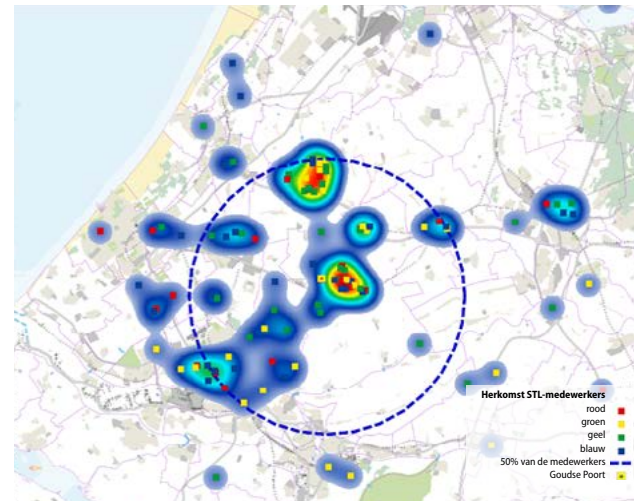 Herkomst STL-medewerkers
rood
groen
geel
blauw
50% van de medewerkers
Goudse Poort